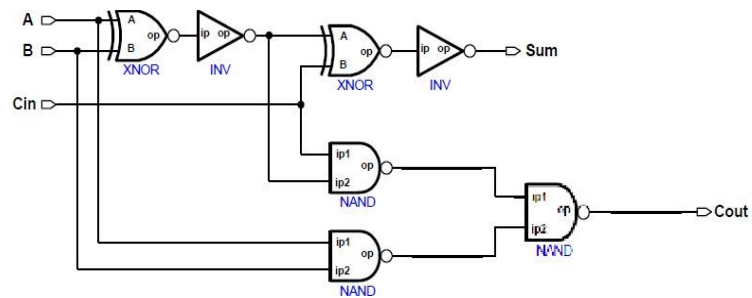 A
B
Cin
A
B
op
XNOR
ip op
INV
A
B
op
XNOR
ip op
INV
Sum
ip1
ip2
op
NAND
ip1
ip2
op
NAND
ip1
ip2
op
NAND
Cout